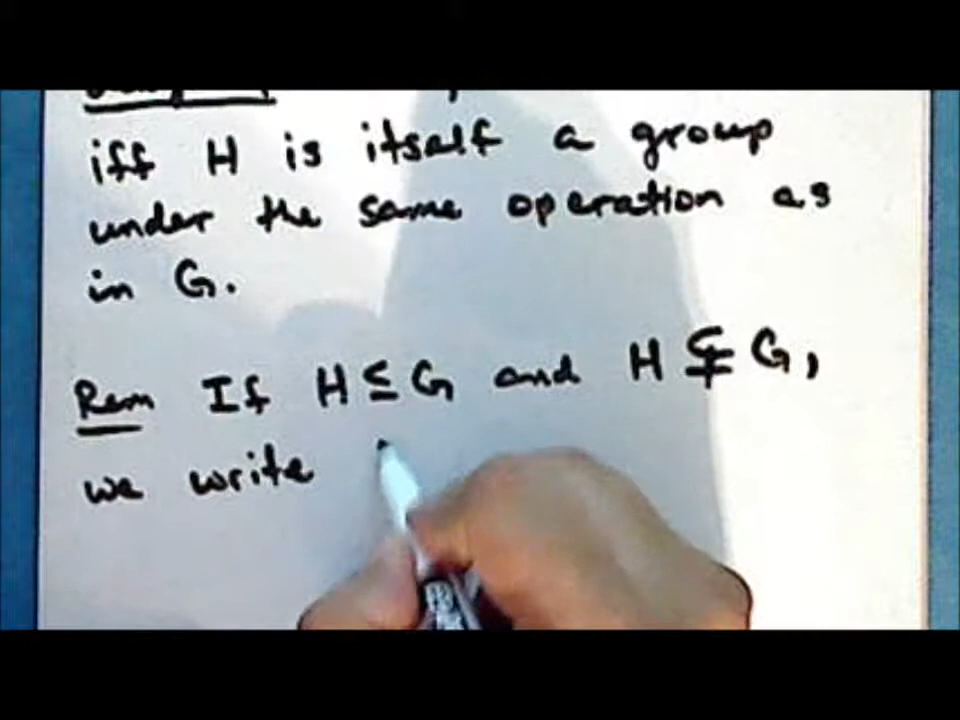 iff H is itself a group
under the same operation as
in G.
Rem If H ≤ G and H ⊊ G,
we write